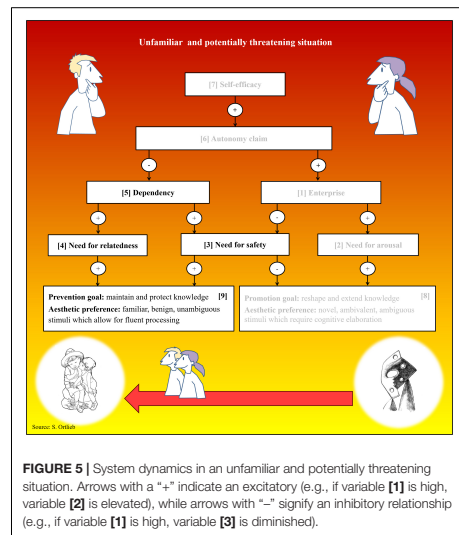 Unfamiliar and potentially threatening situation
[7] Self-efficacy
+
[6] Autonomy claim
-
+
[5] Dependency
[1] Enterprise
+
+
-
+
[4] Need for relatedness
[3] Need for safety
[2] Need for arousal
+
+
-
+
Prevention goal: maintain and protect knowledge [9]
Aesthetic preference: familiar, benign, unambiguous
stimuli which allow for fluent processing
Promotion goal: reshape and extend knowledge [8]
Aesthetic preference: novel, ambivalent, ambiguous
stimuli which require cognitive elaboration
Source: S. Ortlieb
FIGURE 5 | System dynamics in an unfamiliar and potentially threatening
situation. Arrows with a “+” indicate an excitatory (e.g., if variable [1] is high,
variable [2] is elevated), while arrows with “–” signify an inhibitory relationship
(e.g., if variable [1] is high, variable [3] is diminished).